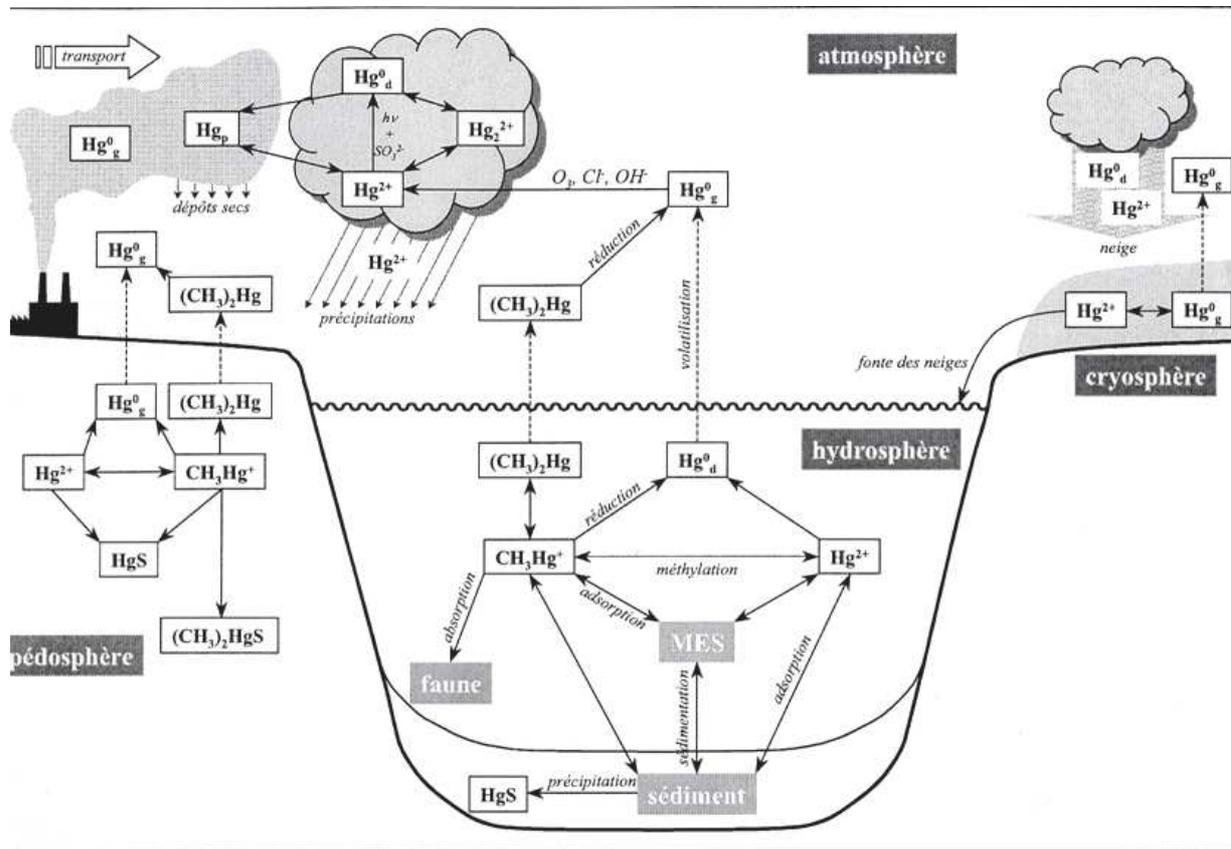 transport
atmosphère
Hg⁰d
Hgp
hν
+
SO₃²⁻
Hg₂²⁺
Hg⁰g
Hg²⁺
O₃, Cl⁻, OH⁻
Hg⁰g
dépôts secs
Hg²⁺
précipitations
Hg⁰g
(CH₃)₂Hg
(CH₃)₂Hg
réduction
volatilisation
Hg⁰d
Hg²⁺
neige
Hg⁰g
Hg²⁺
Hg⁰g
fonte des neiges
cryosphère
Hg⁰g
(CH₃)₂Hg
Hg²⁺
CH₃Hg⁺
HgS
(CH₃)₂HgS
pédosphère
hydrosphère
(CH₃)₂Hg
Hg⁰d
réduction
CH₃Hg⁺
méthylation
Hg²⁺
absorption
adsorption
MES
adsorption
faune
sédimentation
HgS
précipitation
sédiment